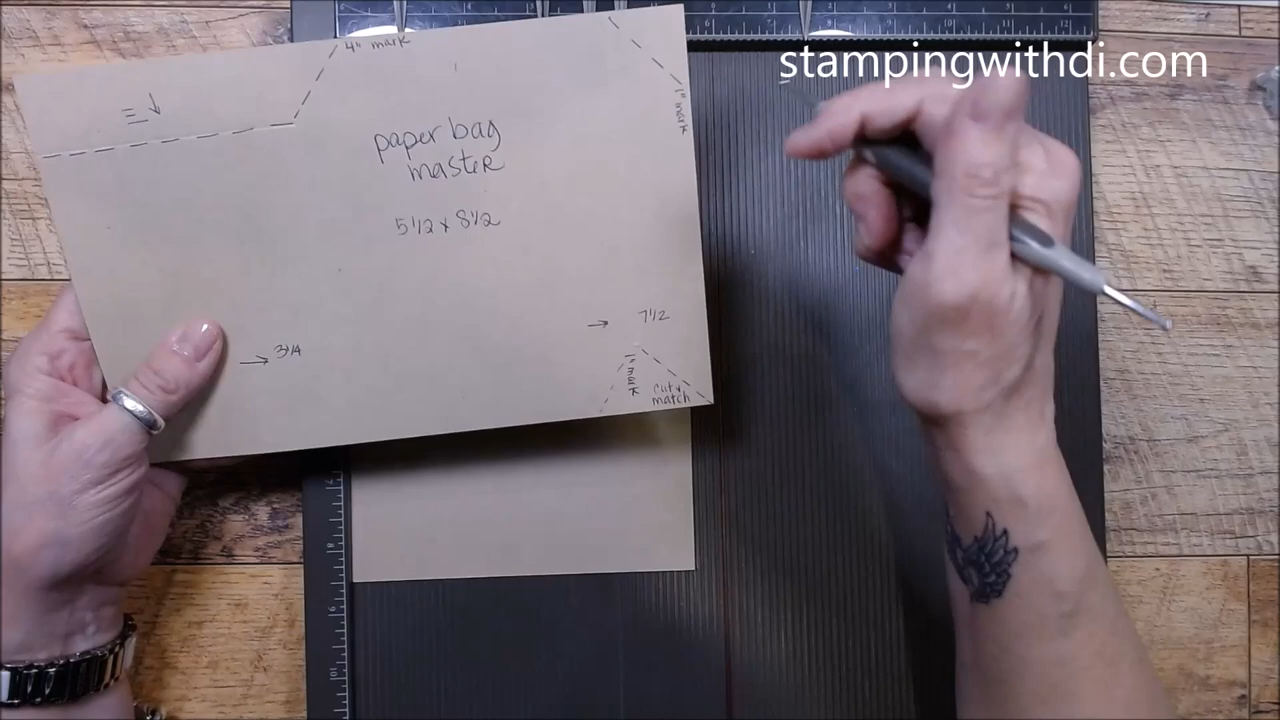 stampingwithdi.com
4" mark
1" mark
paper bag
master
5 1/2 x 8 1/2
7 1/2
3 1/4
1" mark
cut &
match